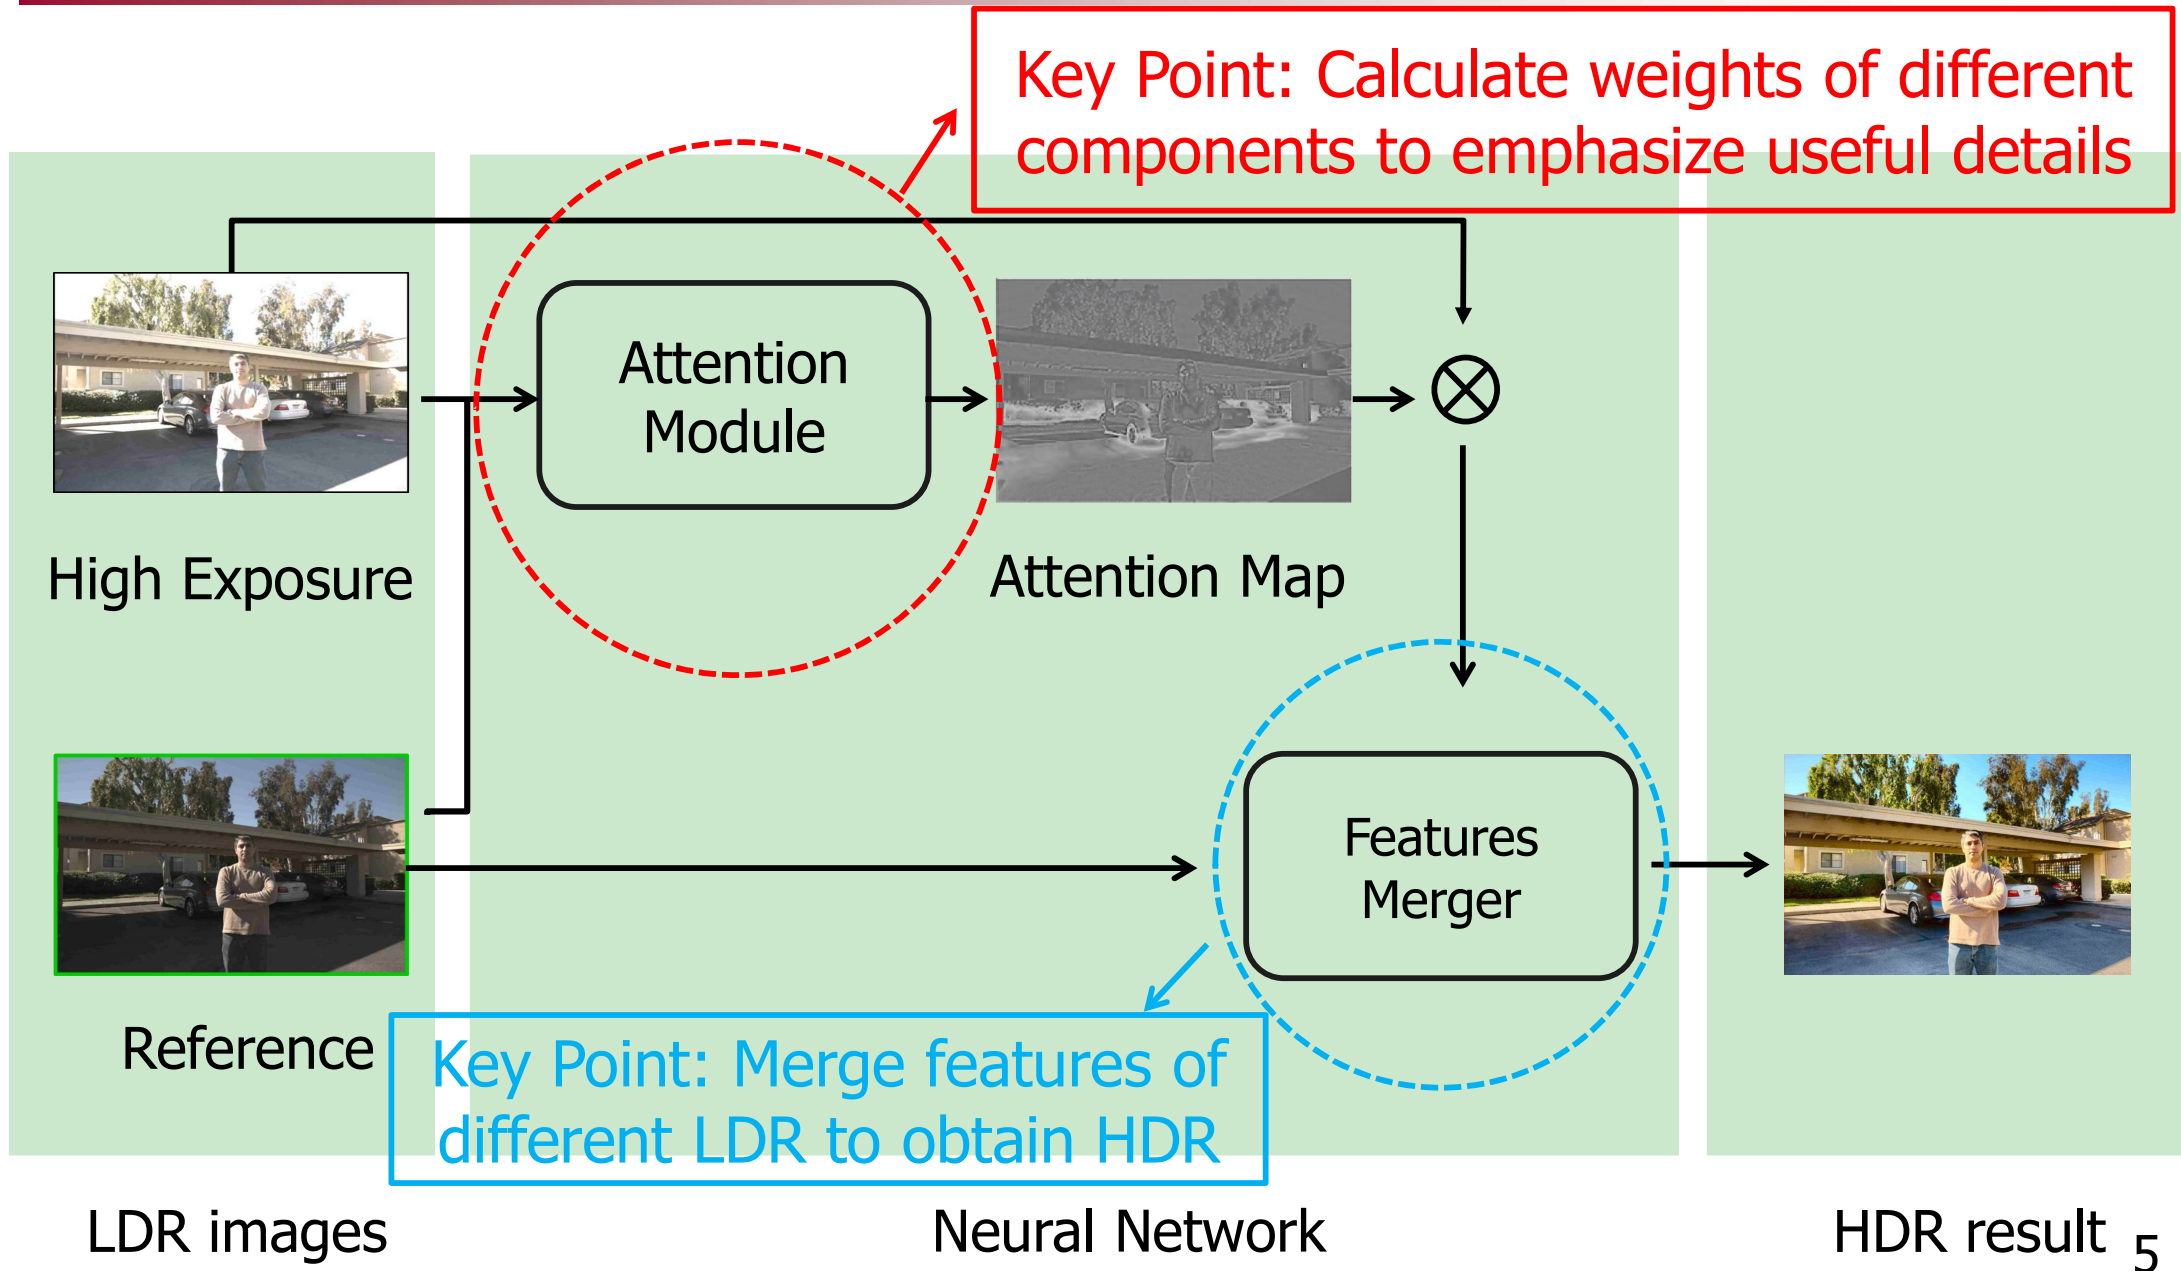 Key Point: Calculate weights of different
components to emphasize useful details
Attention
Module
High Exposure
Attention Map
Features
Merger
Reference
Key Point: Merge features of
different LDR to obtain HDR
LDR images
Neural Network
HDR result
5